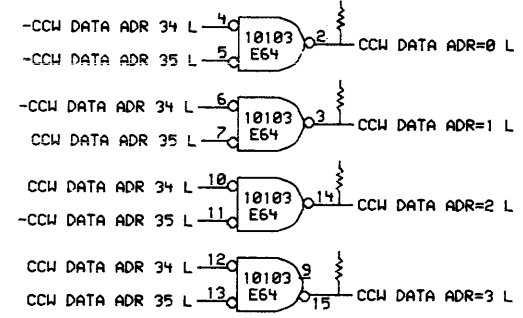 -CCW DATA ADR 34 L 4
10103 2 CCW DATA ADR=0 L
-CCW DATA ADR 35 L 5 E64
-CCW DATA ADR 34 L 6
10103 3 CCW DATA ADR=1 L
CCW DATA ADR 35 L 7 E64
CCW DATA ADR 34 L 10
10103 14 CCW DATA ADR=2 L
-CCW DATA ADR 35 L 11 E64
CCW DATA ADR 34 L 12
10103 9
CCW DATA ADR 35 L 13 E64 15 CCW DATA ADR=3 L